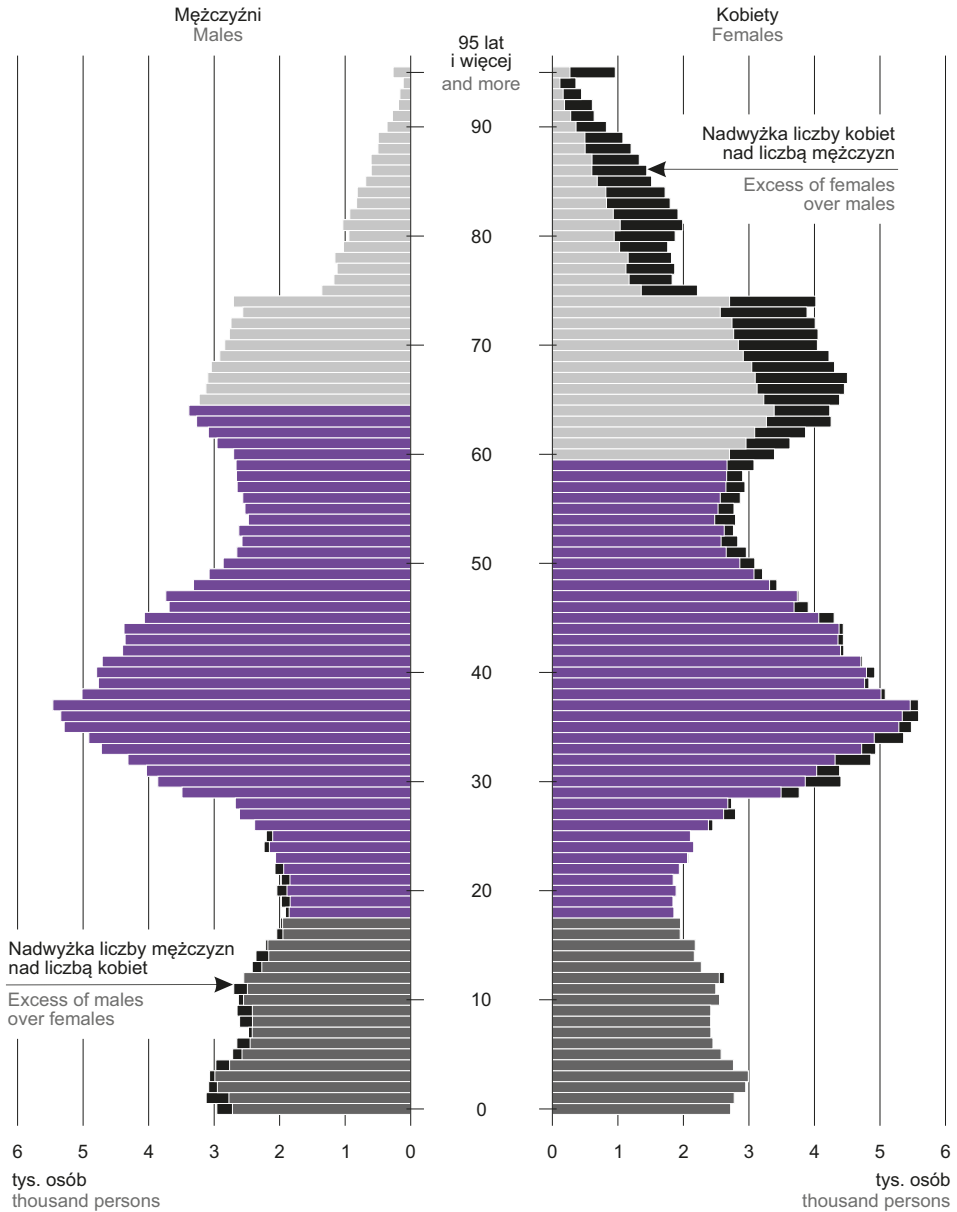 Mężczyźni
Males
Kobiety
Females
95 lat
i więcej
and more
90
80
70
60
50
40
30
20
10
0
Nadwyżka liczby kobiet
nad liczbą mężczyzn
Excess of females
over males
Nadwyżka liczby mężczyzn
nad liczbą kobiet
Excess of males
over females
6 5 4 3 2 1 0
0 1 2 3 4 5 6
tys. osób
thousand persons
tys. osób
thousand persons